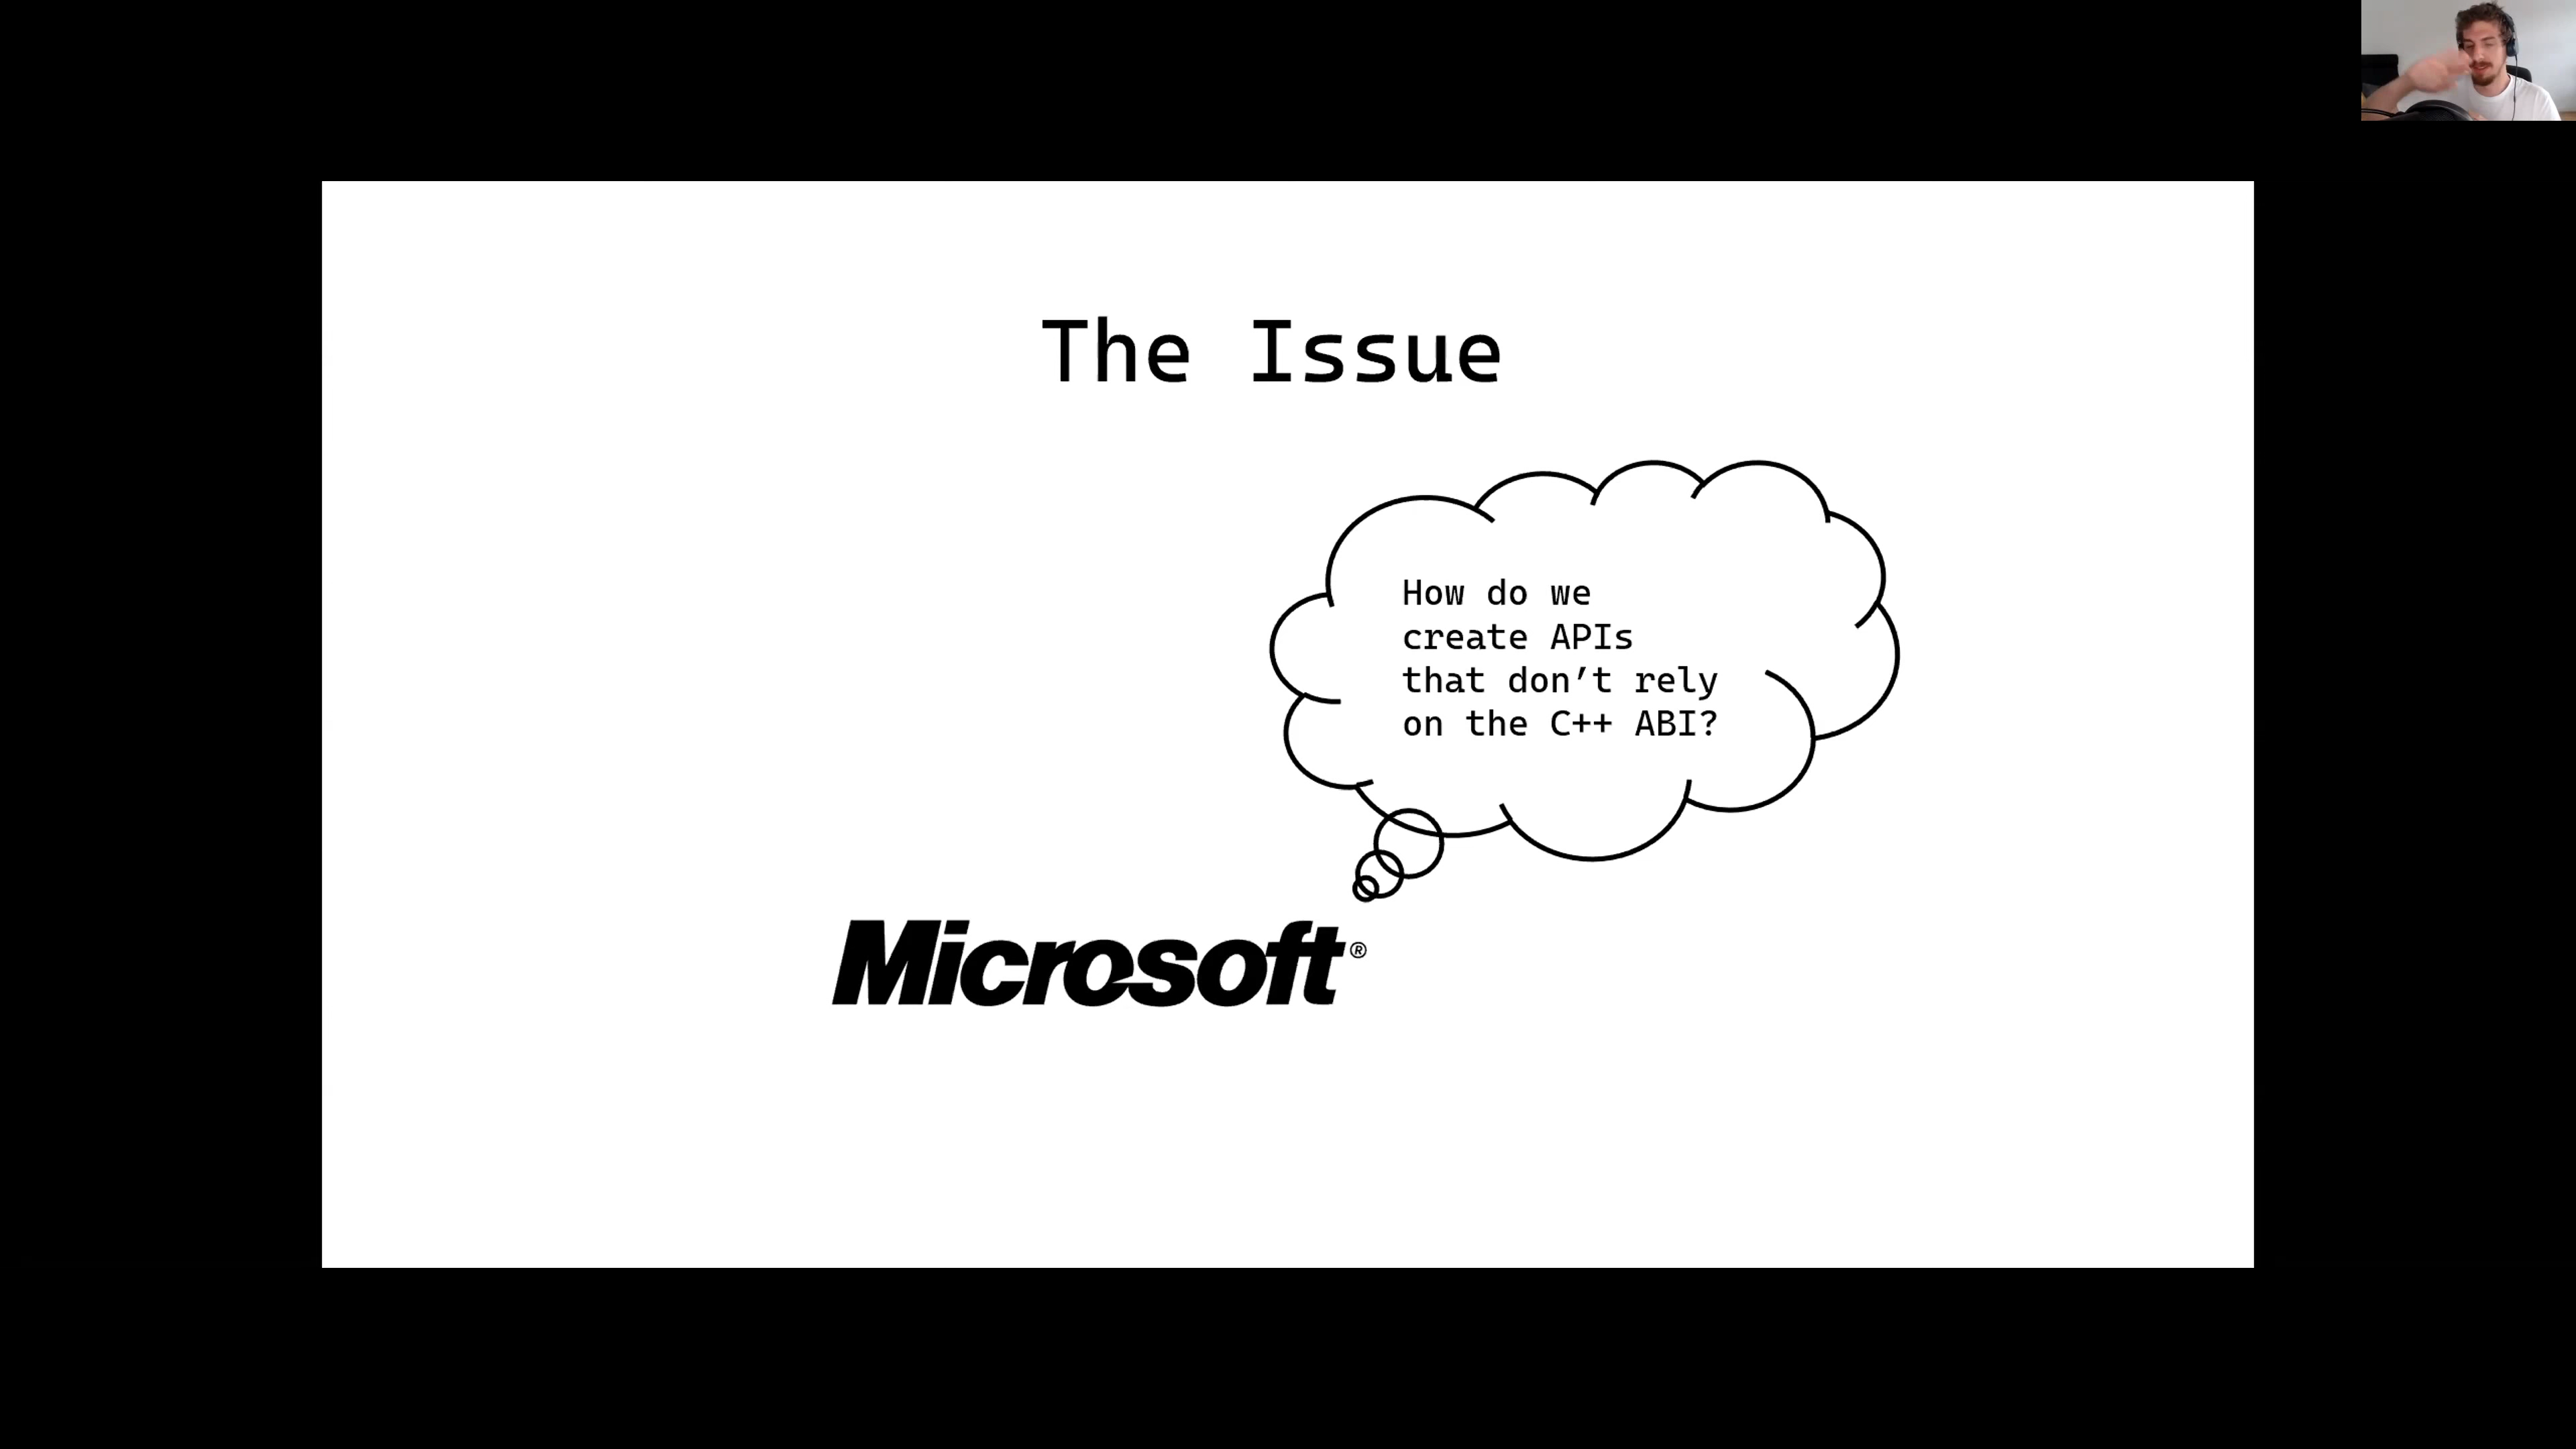 The Issue
How do we
create APIs
that don’t rely
on the C++ ABI?
Microsoft®